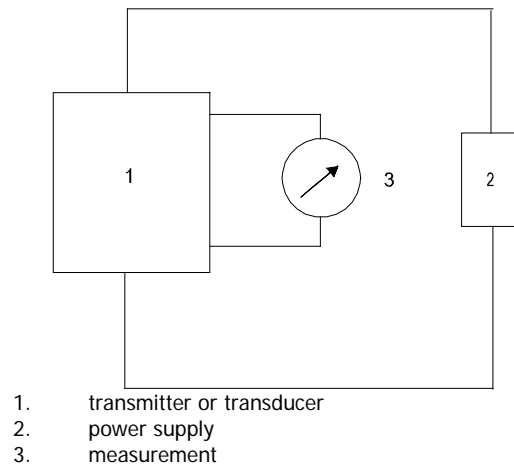 1
3
2
1. transmitter or transducer
2. power supply
3. measurement